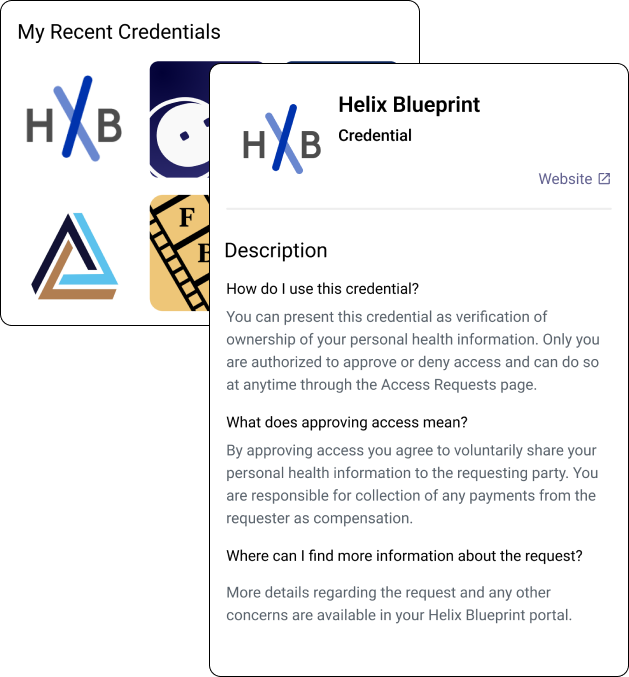 My Recent Credentials
HXB
F
B
HXB
Helix Blueprint
Credential
Website
Description
How do I use this credential?
You can present this credential as verification of
ownership of your personal health information. Only you
are authorized to approve or deny access and can do so
at anytime through the Access Requests page.
What does approving access mean?
By approving access you agree to voluntarily share your
personal health information to the requesting party. You
are responsible for collection of any payments from the
requester as compensation.
Where can I find more information about the request?
More details regarding the request and any other
concerns are available in your Helix Blueprint portal.